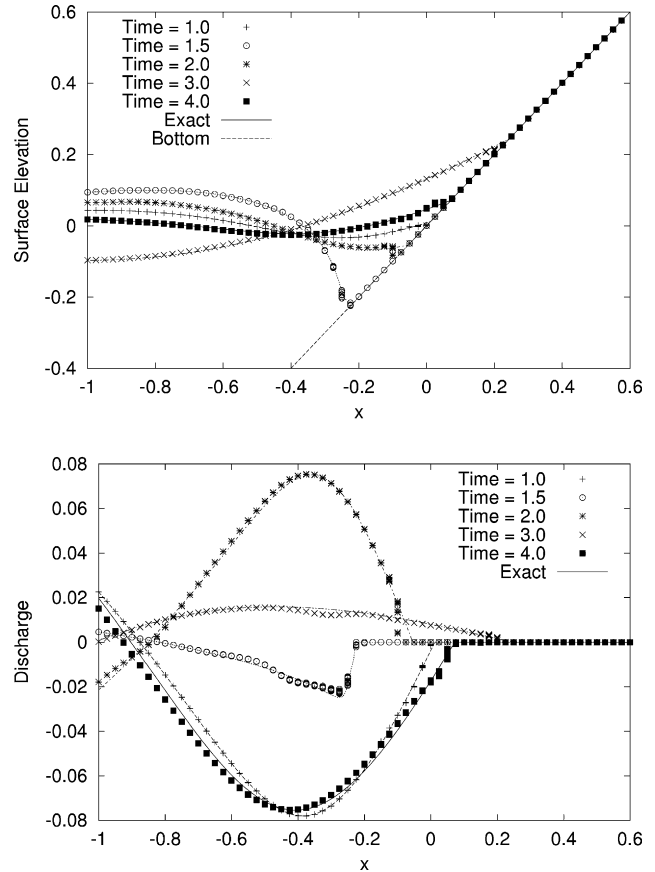 0.6
Time = 1.0
Time = 1.5
Time = 2.0
Time = 3.0
Time = 4.0
Exact
Bottom
0.4
0.2
0
-0.2
-0.4
Surface Elevation
-1 -0.8 -0.6 -0.4 -0.2 0 0.2 0.4 0.6
x
0.08
Time = 1.0
Time = 1.5
Time = 2.0
Time = 3.0
Time = 4.0
Exact
0.06
0.04
0.02
0
-0.02
-0.04
-0.06
-0.08
Discharge
-1 -0.8 -0.6 -0.4 -0.2 0 0.2 0.4 0.6
x